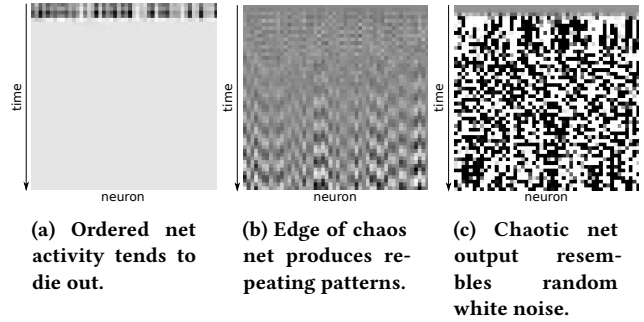 time
neuron
(a) Ordered net
activity tends to
die out.
time
neuron
(b) Edge of chaos
net produces re-
peating patterns.
time
neuron
(c) Chaotic net
output resem-
bles random
white noise.